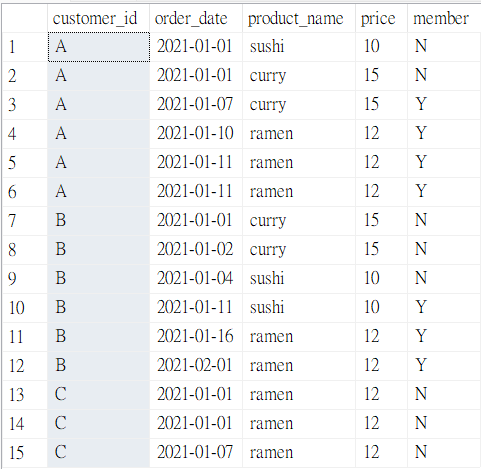 customer_id order_date product_name price member
1 A 2021-01-01 sushi 10 N
2 A 2021-01-01 curry 15 N
3 A 2021-01-07 curry 15 Y
4 A 2021-01-10 ramen 12 Y
5 A 2021-01-11 ramen 12 Y
6 A 2021-01-11 ramen 12 Y
7 B 2021-01-01 curry 15 N
8 B 2021-01-02 curry 15 N
9 B 2021-01-04 sushi 10 N
10 B 2021-01-11 sushi 10 Y
11 B 2021-01-16 ramen 12 Y
12 B 2021-02-01 ramen 12 Y
13 C 2021-01-01 ramen 12 N
14 C 2021-01-01 ramen 12 N
15 C 2021-01-07 ramen 12 N